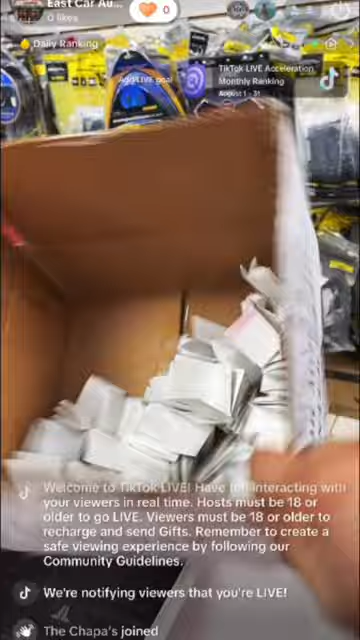 East Car Au...
0 likes
0
Daily Ranking
Add LIVE goal
TikTok LIVE Acceleration
Monthly Ranking
August 1 - 31
Welcome to TikTok LIVE! Have fun interacting with
your viewers in real time. Hosts must be 18 or
older to go LIVE. Viewers must be 18 or older to
recharge and send Gifts. Remember to create a
safe viewing experience by following our
Community Guidelines.
We're notifying viewers that you're LIVE!
The Chapa's joined